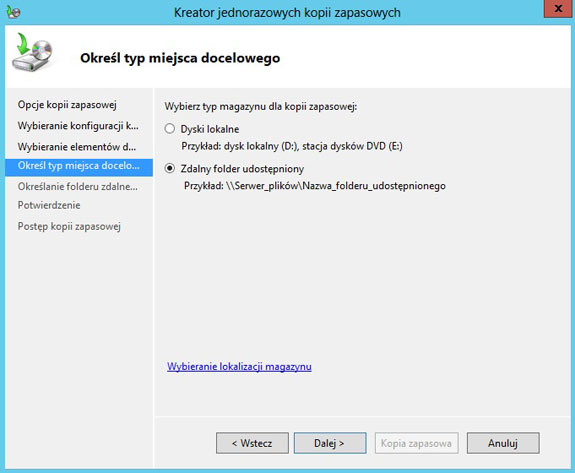 Kreator jednorazowych kopii zapasowych
x
Określ typ miejsca docelowego
Opcje kopii zapasowej
Wybieranie konfiguracji k...
Wybieranie elementów d...
Określ typ miejsca docelo...
Określanie folderu zdalne...
Potwierdzenie
Postęp kopii zapasowej
Wybierz typ magazynu dla kopii zapasowej:
Dyski lokalne
Przykład: dysk lokalny (D:), stacja dysków DVD (E:)
Zdalny folder udostępniony
Przykład: \\Serwer_plików\Nazwa_folderu_udostępnionego
Wybieranie lokalizacji magazynu
< Wstecz
Dalej >
Kopia zapasowa
Anuluj